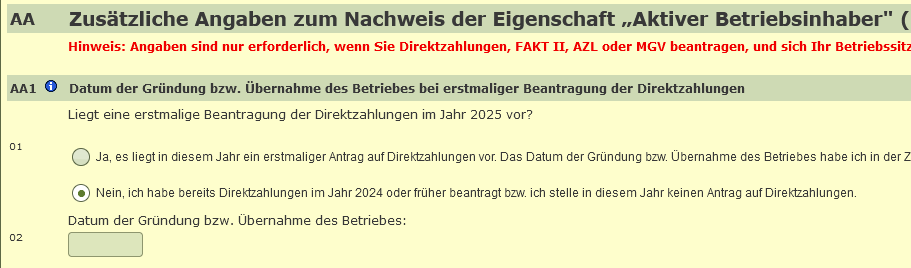 AA Zusätzliche Angaben zum Nachweis der Eigenschaft „Aktiver Betriebsinhaber" (
Hinweis: Angaben sind nur erforderlich, wenn Sie Direktzahlungen, FAKT II, AZL oder MGV beantragen, und sich Ihr Betriebssitz
AA1 Datum der Gründung bzw. Übernahme des Betriebes bei erstmaliger Beantragung der Direktzahlungen
Liegt eine erstmalige Beantragung der Direktzahlungen im Jahr 2025 vor?
01
Ja, es liegt in diesem Jahr ein erstmaliger Antrag auf Direktzahlungen vor. Das Datum der Gründung bzw. Übernahme des Betriebes habe ich in der Z
Nein, ich habe bereits Direktzahlungen im Jahr 2024 oder früher beantragt bzw. ich stelle in diesem Jahr keinen Antrag auf Direktzahlungen.
Datum der Gründung bzw. Übernahme des Betriebes:
02